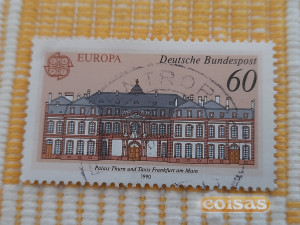 EUROPA
Deutsche Bundespost
60
Palais Thurn und Taxis Frankfurt am Main
1990
coisas